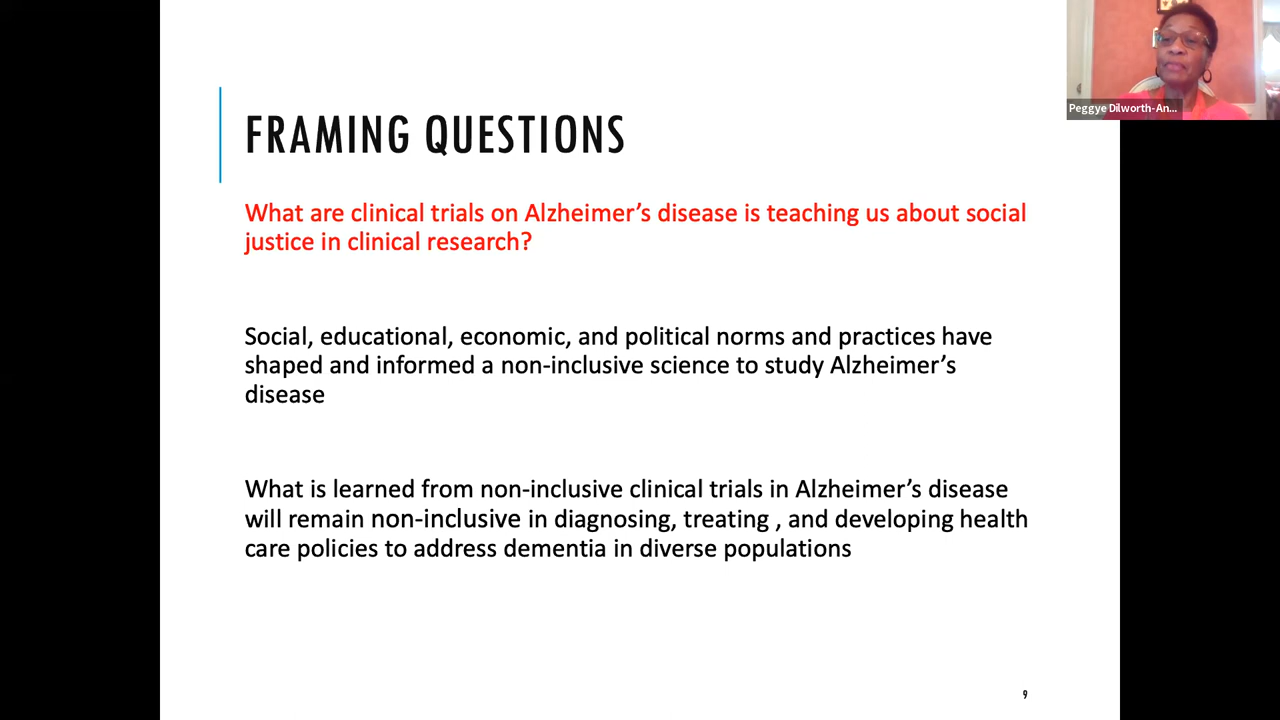 Peggye Dilworth-An...
FRAMING QUESTIONS
What are clinical trials on Alzheimer’s disease is teaching us about social
justice in clinical research?
Social, educational, economic, and political norms and practices have
shaped and informed a non-inclusive science to study Alzheimer’s
disease
What is learned from non-inclusive clinical trials in Alzheimer’s disease
will remain non-inclusive in diagnosing, treating , and developing health
care policies to address dementia in diverse populations
9